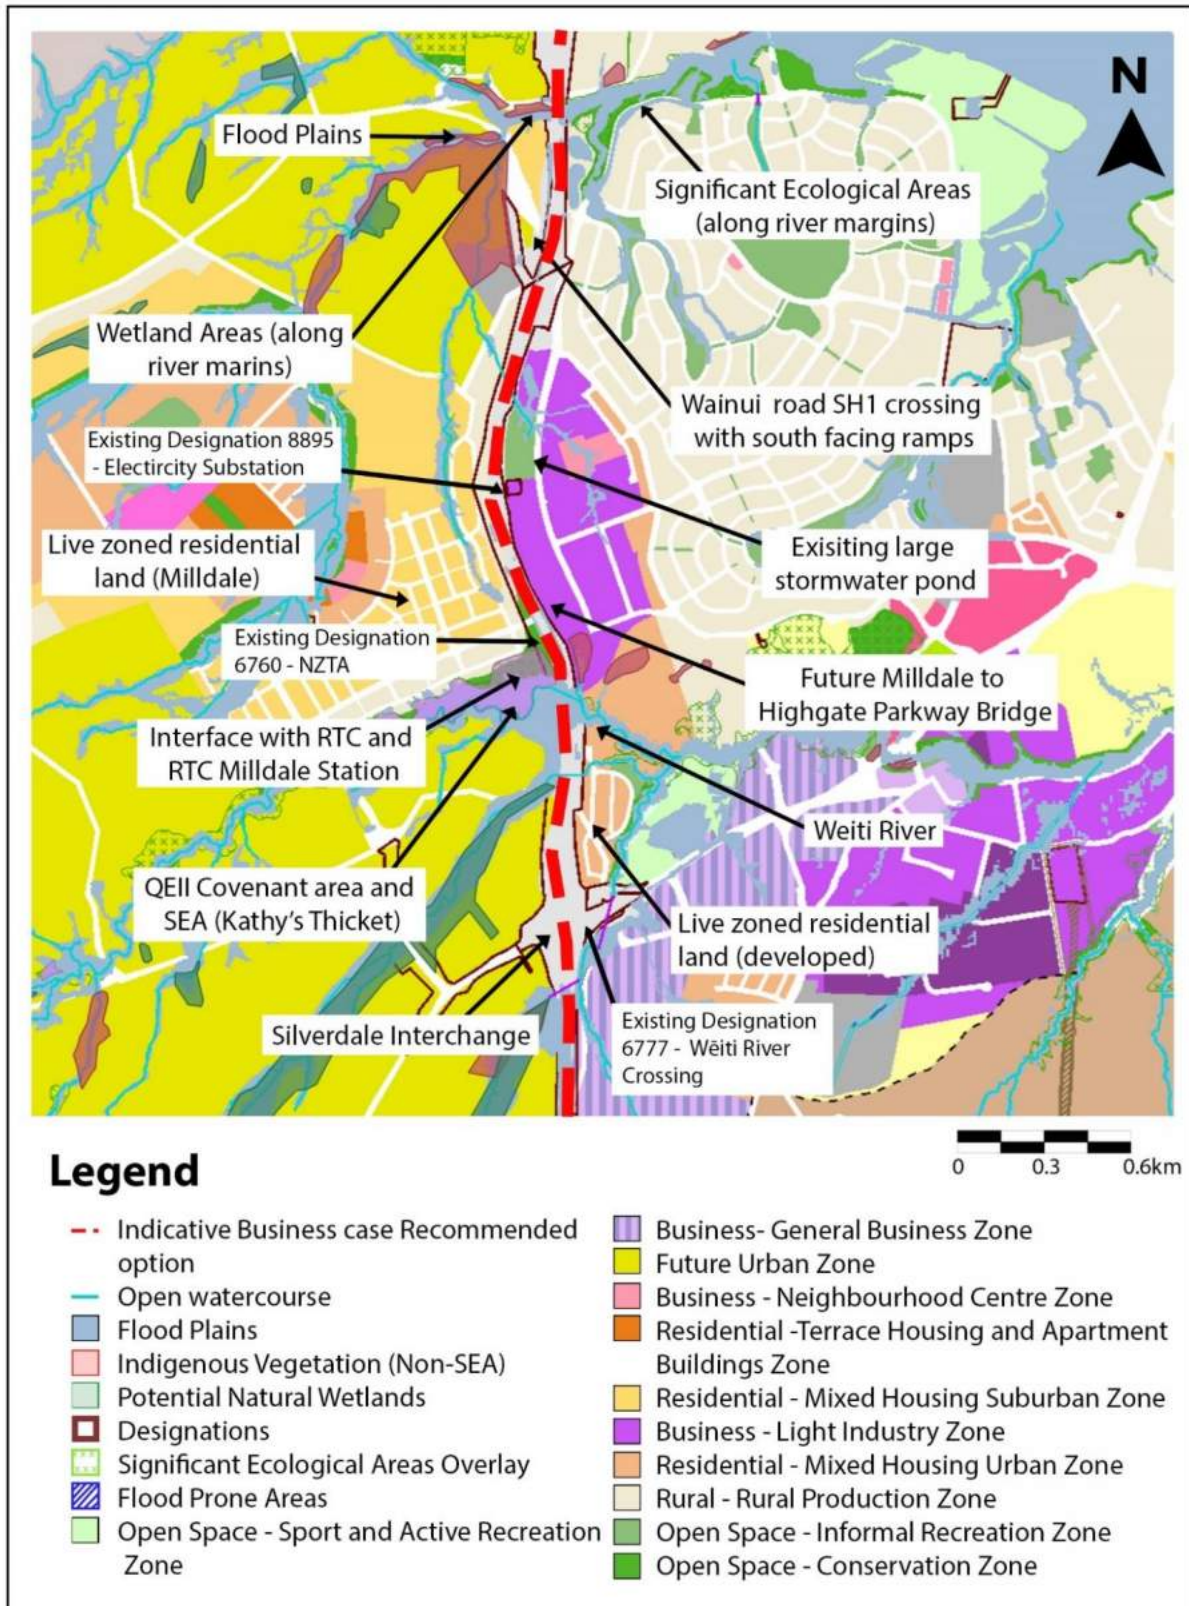 N
Flood Plains
Significant Ecological Areas
(along river margins)
Wetland Areas (along
river marins)
Wainui road SH1 crossing
with south facing ramps
Existing Designation 8895
- Electircity Substation
Live zoned residential
land (Milldale)
Exisiting large
stormwater pond
Existing Designation
6760 - NZTA
Future Milldale to
Highgate Parkway Bridge
Interface with RTC and
RTC Milldale Station
Weiti River
QEII Covenant area and
SEA (Kathy's Thicket)
Live zoned residential
land (developed)
Silverdale Interchange
Existing Designation
6777 - Wēiti River
Crossing
0 0.3 0.6km
Legend
Indicative Business case Recommended
option
Open watercourse
Flood Plains
Indigenous Vegetation (Non-SEA)
Potential Natural Wetlands
Designations
Significant Ecological Areas Overlay
Flood Prone Areas
Open Space - Sport and Active Recreation
Zone
Business- General Business Zone
Future Urban Zone
Business - Neighbourhood Centre Zone
Residential -Terrace Housing and Apartment
Buildings Zone
Residential - Mixed Housing Suburban Zone
Business - Light Industry Zone
Residential - Mixed Housing Urban Zone
Rural - Rural Production Zone
Open Space - Informal Recreation Zone
Open Space - Conservation Zone